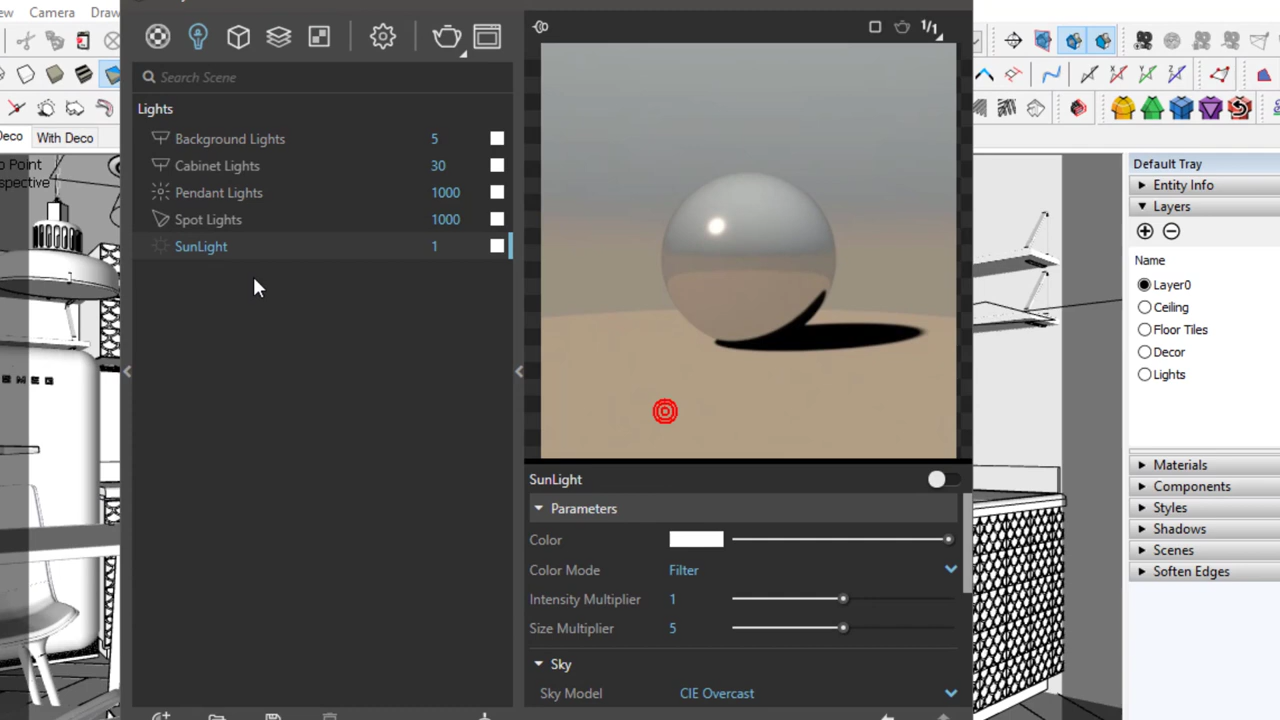 ew Camera Draw
Search Scene
Lights
Background Lights 5
Cabinet Lights 30
Pendant Lights 1000
Spot Lights 1000
SunLight 1
1/1
SunLight
Parameters
Color
Color Mode Filter
Intensity Multiplier 1
Size Multiplier 5
Sky
Sky Model CIE Overcast
Deco With Deco
o Point
spective
SMEG
Default Tray
Entity Info
Layers
Name
Layer0
Ceiling
Floor Tiles
Decor
Lights
Materials
Components
Styles
Shadows
Scenes
Soften Edges